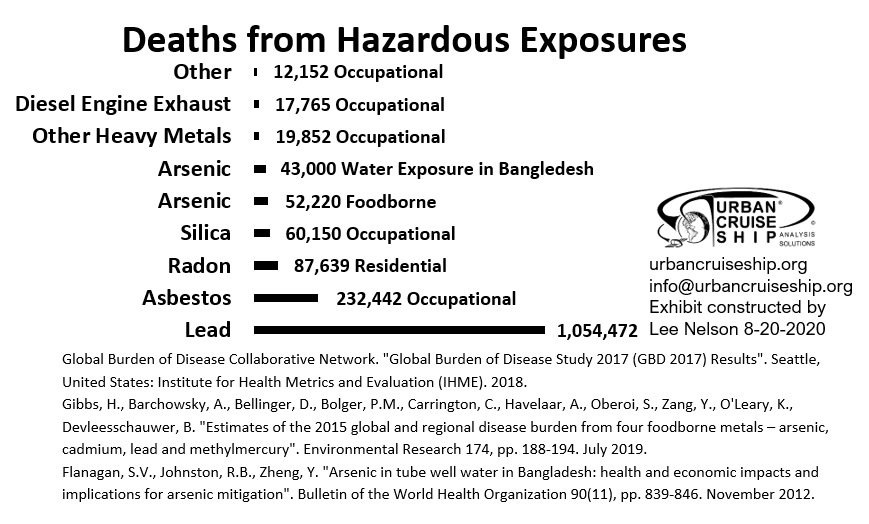 Deaths from Hazardous Exposures
Other 12,152 Occupational
Diesel Engine Exhaust 17,765 Occupational
Other Heavy Metals 19,852 Occupational
Arsenic 43,000 Water Exposure in Bangledesh
Arsenic 52,220 Foodborne
Silica 60,150 Occupational
Radon 87,639 Residential
Asbestos 232,442 Occupational
Lead 1,054,472
URBAN®
CRUISE ©
SHIP ANALYSIS
SOLUTIONS
urbancruiseship.org
info@urbancruiseship.org
Exhibit constructed by
Lee Nelson 8-20-2020
Global Burden of Disease Collaborative Network. "Global Burden of Disease Study 2017 (GBD 2017) Results". Seattle,
United States: Institute for Health Metrics and Evaluation (IHME). 2018.
Gibbs, H., Barchowsky, A., Bellinger, D., Bolger, P.M., Carrington, C., Havelaar, A., Oberoi, S., Zang, Y., O'Leary, K.,
Devleesschauwer, B. "Estimates of the 2015 global and regional disease burden from four foodborne metals – arsenic,
cadmium, lead and methylmercury". Environmental Research 174, pp. 188-194. July 2019.
Flanagan, S.V., Johnston, R.B., Zheng, Y. "Arsenic in tube well water in Bangladesh: health and economic impacts and
implications for arsenic mitigation". Bulletin of the World Health Organization 90(11), pp. 839-846. November 2012.